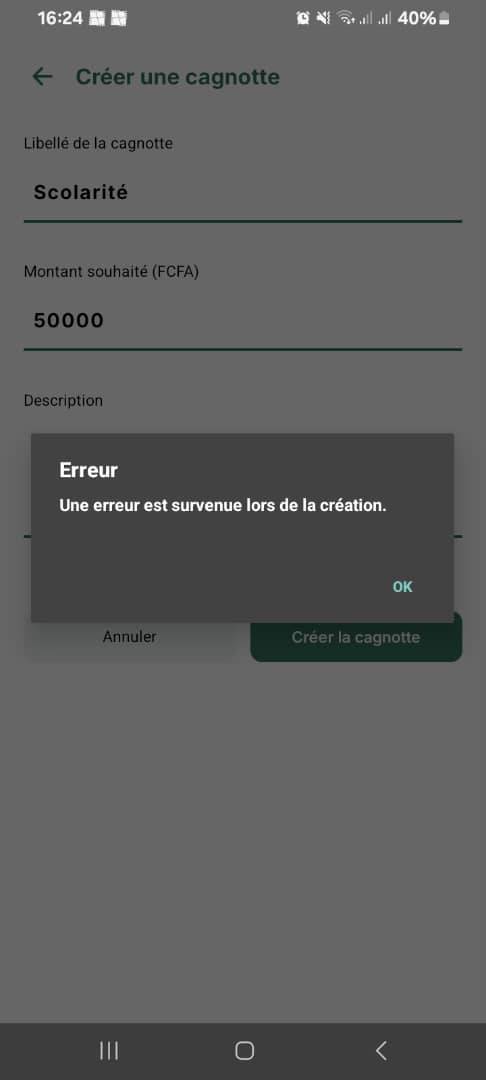 16:24
40%
Créer une cagnotte
Libellé de la cagnotte
Scolarité
Montant souhaité (FCFA)
50000
Description
Erreur
Une erreur est survenue lors de la création.
OK
Annuler
Créer la cagnotte